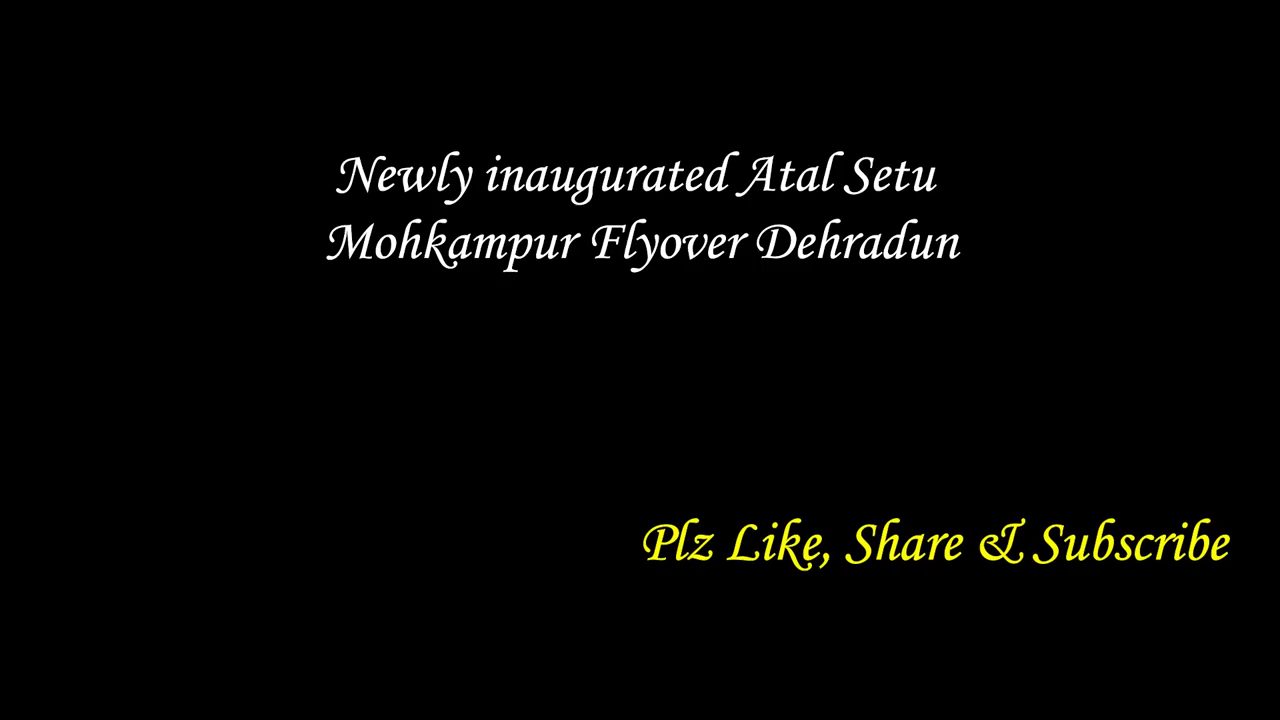 Newly inaugurated Atal Setu
Mohkampur Flyover Dehradun
Plz Like, Share & Subscribe